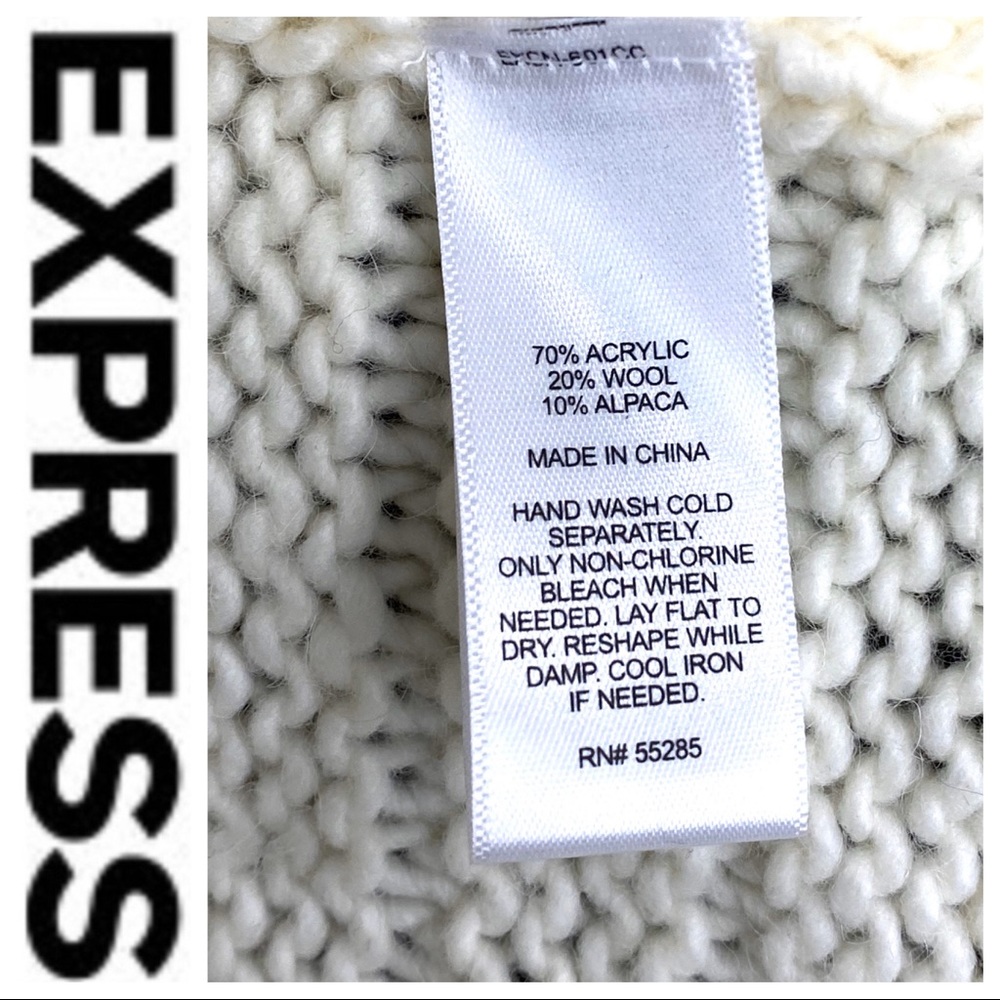 EXPRESS
70% ACRYLIC
20% WOOL
10% ALPACA
MADE IN CHINA
HAND WASH COLD
SEPARATELY.
ONLY NON-CHLORINE
BLEACH WHEN
NEEDED. LAY FLAT TO
DRY. RESHAPE WHILE
DAMP. COOL IRON
IF NEEDED.
RN# 55285